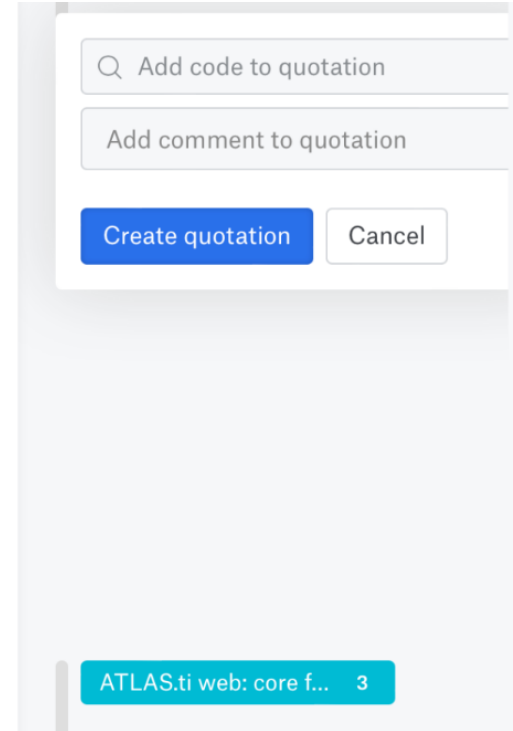 Add code to quotation
Add comment to quotation
Create quotation Cancel
ATLAS.ti web: core f... 3